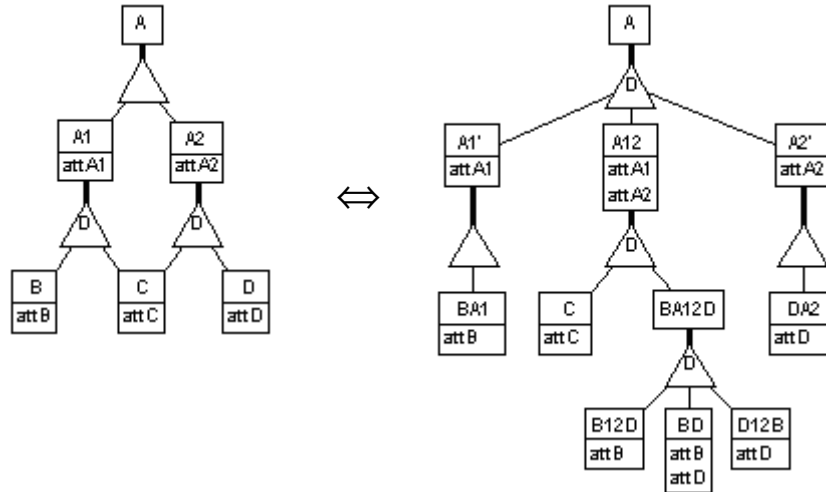 A
A1
attA1
A2
attA2
D
D
B
attB
C
attC
D
attD
⇔
A
D
A1'
attA1
A12
attA1
attA2
A2'
attA2
D
BA1
attB
C
attC
BA12D
DA2
attD
D
B12D
attB
BD
attB
attD
D12B
attD